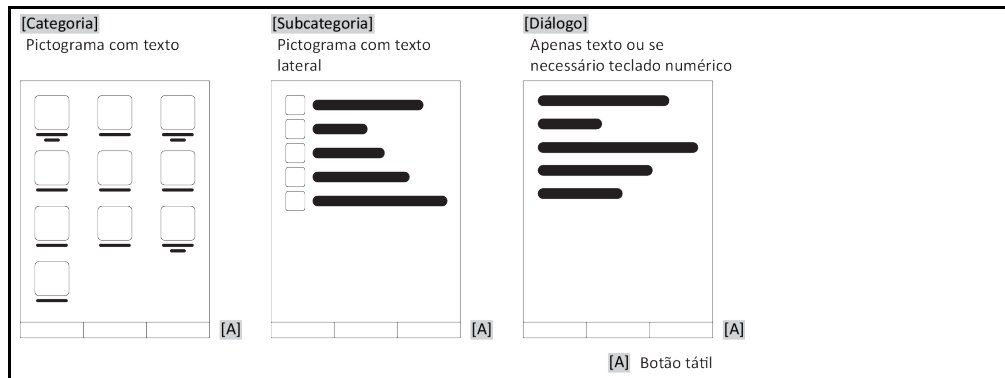 [Categoria]
Pictograma com texto
[Subcategoria]
Pictograma com texto
lateral
[Diálogo]
Apenas texto ou se
necessário teclado numérico
[A]
[A]
[A]
[A] Botão tátil